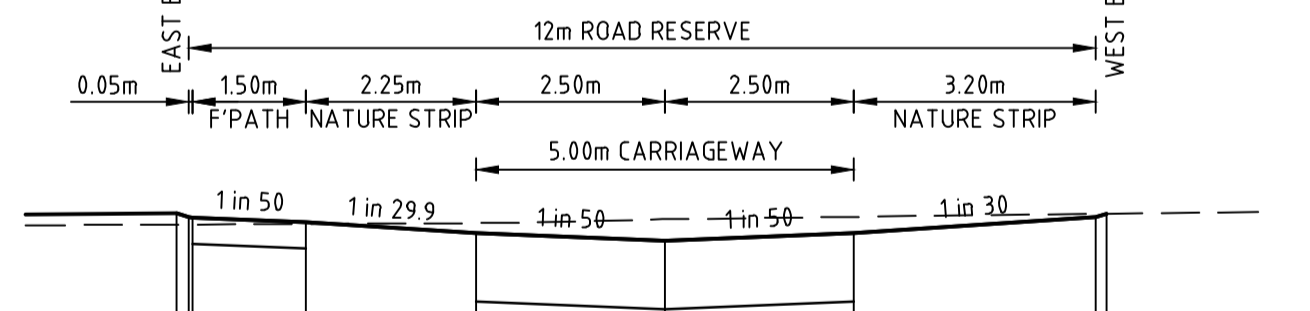 EAST
WEST
12m ROAD RESERVE
0.05m 1.50m 2.25m 2.50m 2.50m 3.20m
F'PATH NATURE STRIP NATURE STRIP
5.00m CARRIAGEWAY
1 in 50 1 in 29.9 1 in 50 1 in 50 1 in 30